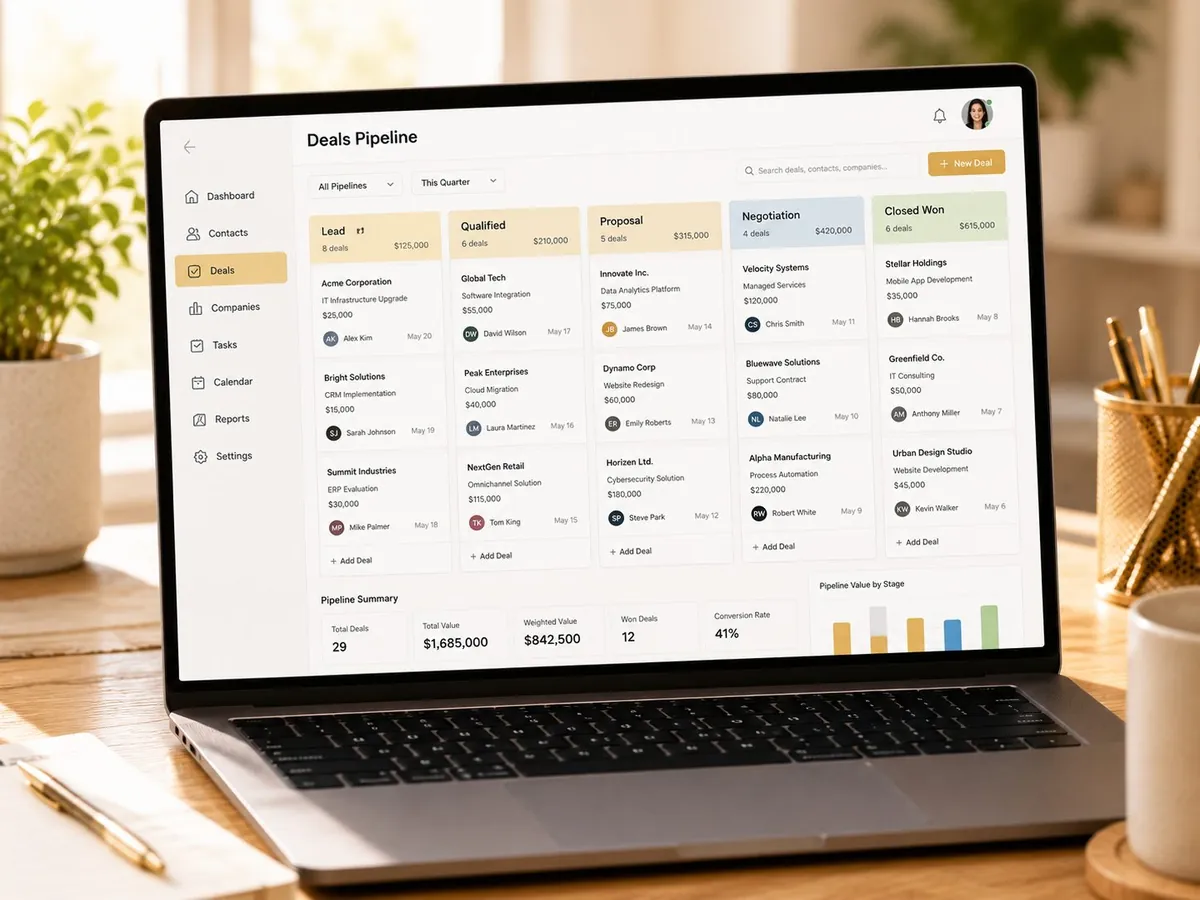 Deals Pipeline
Dashboard
Contacts
Deals
Companies
Tasks
Calendar
Reports
Settings
All Pipelines
This Quarter
Search deals, contacts, companies...
+ New Deal
Lead
8 deals $125,000
Acme Corporation
IT Infrastructure Upgrade
$25,000
AK Alex Kim May 20
Bright Solutions
CRM Implementation
$15,000
SJ Sarah Johnson May 19
Summit Industries
ERP Evaluation
$30,000
MP Mike Palmer May 18
+ Add Deal
Qualified
6 deals $210,000
Global Tech
Software Integration
$55,000
DW David Wilson May 17
Peak Enterprises
Cloud Migration
$40,000
LM Laura Martinez May 16
NextGen Retail
Omnichannel Solution
$115,000
TK Tom King May 15
+ Add Deal
Proposal
5 deals $315,000
Innovate Inc.
Data Analytics Platform
$75,000
JB James Brown May 14
Dynamo Corp
Website Redesign
$60,000
ER Emily Roberts May 13
Horizen Ltd.
Cybersecurity Solution
$180,000
SP Steve Park May 12
+ Add Deal
Negotiation
4 deals $420,000
Velocity Systems
Managed Services
$120,000
CS Chris Smith May 11
Bluewave Solutions
Support Contract
$80,000
NL Natalie Lee May 10
Alpha Manufacturing
Process Automation
$220,000
RW Robert White May 9
+ Add Deal
Closed Won
6 deals $615,000
Stellar Holdings
Mobile App Development
$35,000
HB Hannah Brooks May 8
Greenfield Co.
IT Consulting
$50,000
AM Anthony Miller May 7
Urban Design Studio
Website Development
$45,000
KW Kevin Walker May 6
+ Add Deal
Pipeline Summary
Total Deals
29
Total Value
$1,685,000
Weighted Value
$842,500
Won Deals
12
Conversion Rate
41%
Pipeline Value by Stage